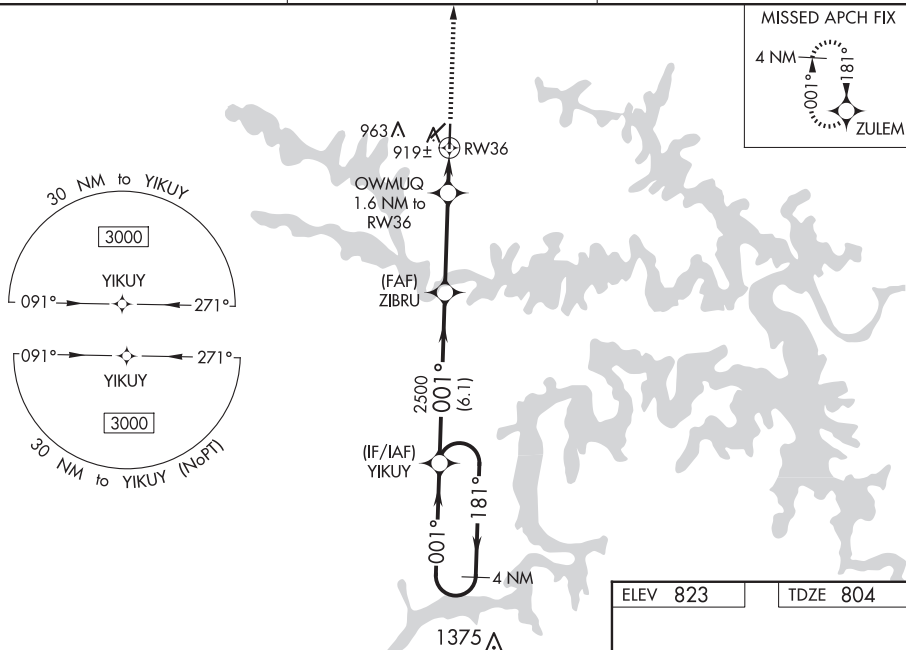 MISSED APCH FIX
4 NM
001°
181°
ZULEM
963
919±
RW36
OWMUQ
1.6 NM to
RW36
30 NM to YIKUY
3000
YIKUY
091°
271°
(FAF)
ZIBRU
091°
271°
YIKUY
3000
30 NM to YIKUY (NoPT)
2500
001°
(6.1)
(IF/IAF)
YIKUY
001°
181°
4 NM
1375
ELEV 823
TDZE 804